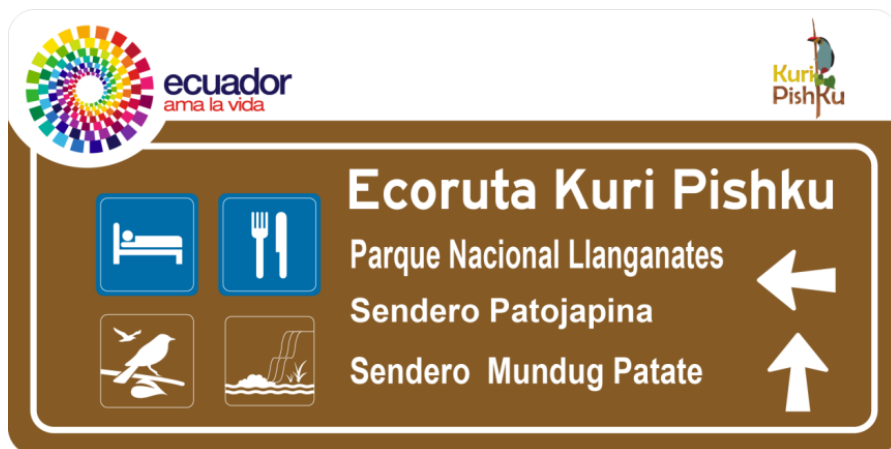 ecuador
ama la vida
Kuri
PishKu
Ecoruta Kuri Pishku
Parque Nacional Llanganates
Sendero Patojapina
Sendero Mundug Patate